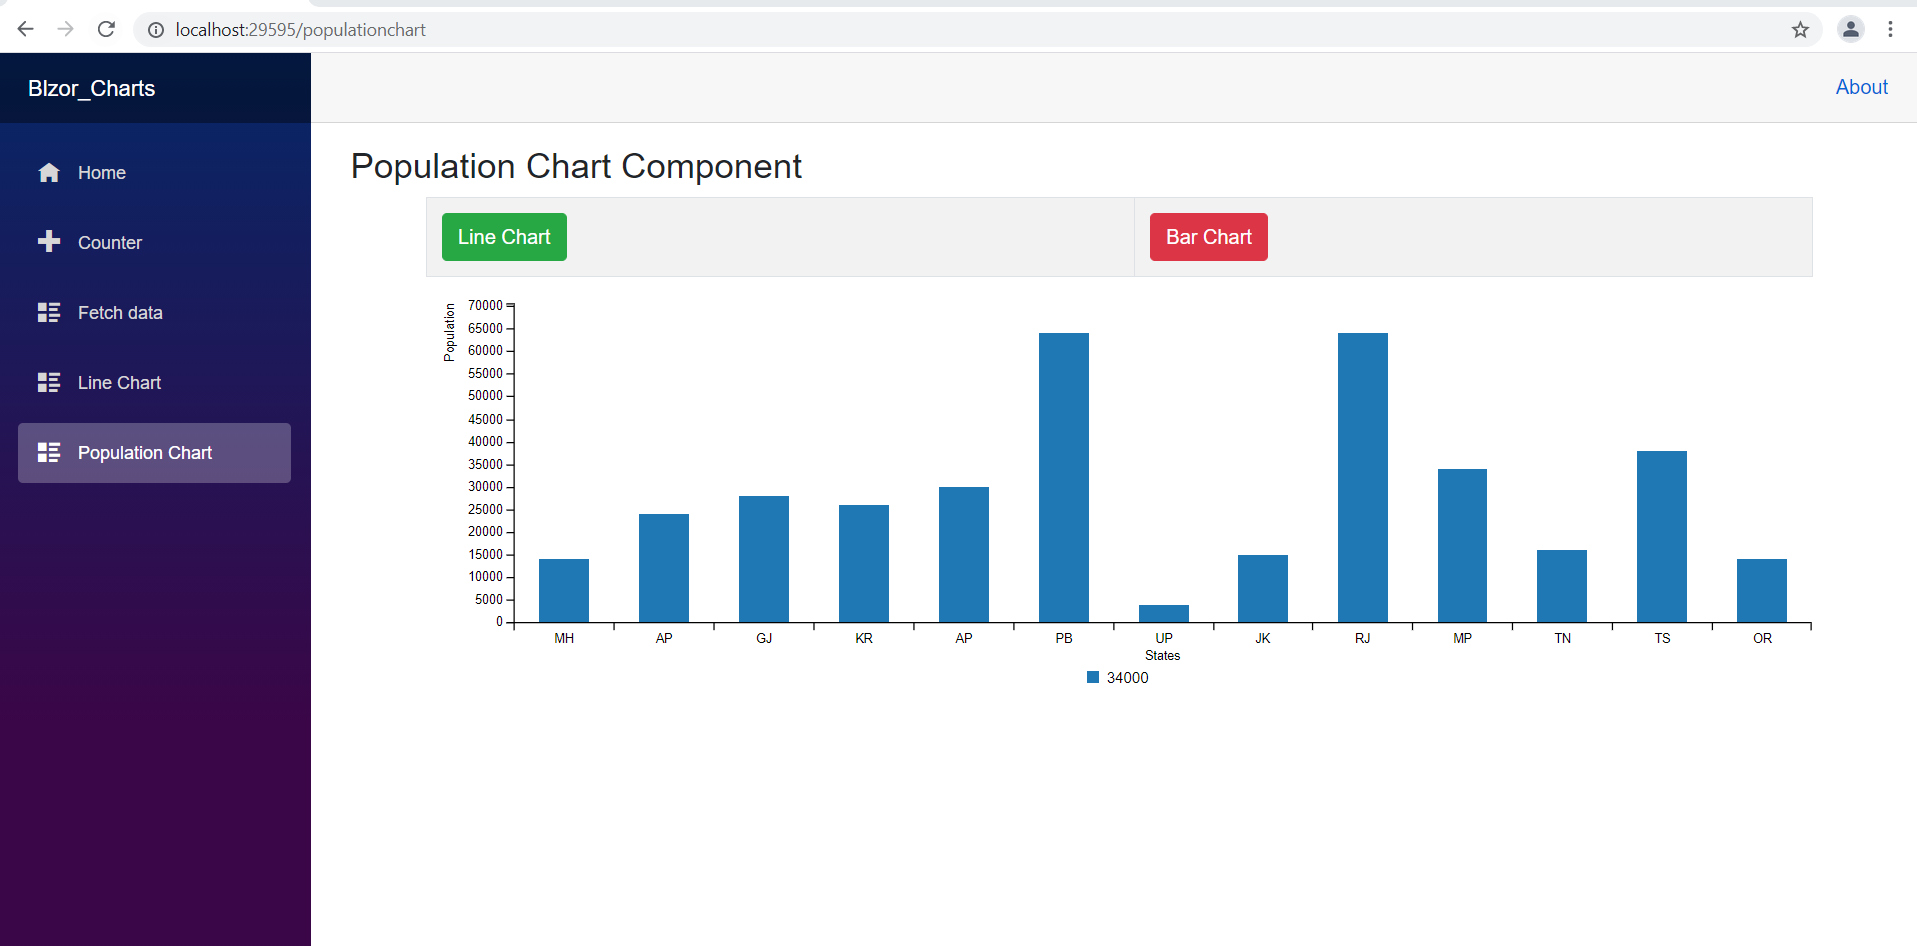 localhost:29595/populationchart
Blzor_Charts
About
Home
Counter
Fetch data
Line Chart
Population Chart
Population Chart Component
Line Chart
Bar Chart
Population
70000
65000
60000
55000
50000
45000
40000
35000
30000
25000
20000
15000
10000
5000
0
MH AP GJ KR AP PB UP JK RJ MP TN TS OR
States
34000